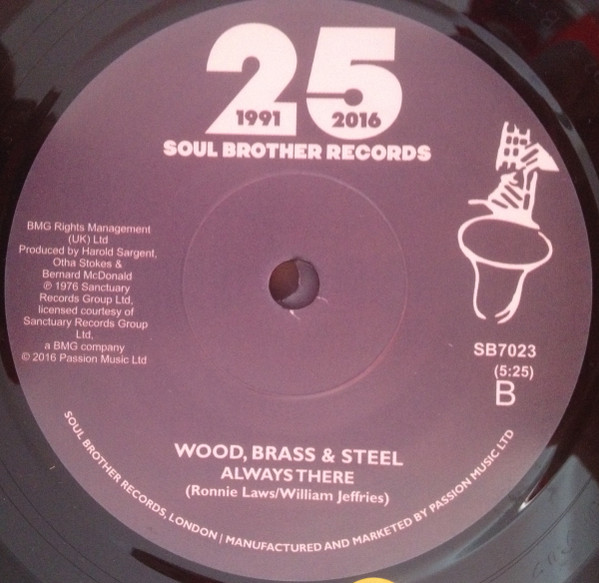 25
1991 2016
SOUL BROTHER RECORDS
BMG Rights Management
(UK) Ltd
Produced by Harold Sargent,
Otha Stokes &
Bernard McDonald
℗ 1976 Sanctuary
Records Group Ltd,
licensed courtesy of
Sanctuary Records Group
Ltd,
a BMG company
© 2016 Passion Music Ltd
SB7023
(5:25)
B
WOOD, BRASS & STEEL
ALWAYS THERE
(Ronnie Laws/William Jeffries)
SOUL BROTHER RECORDS, LONDON | MANUFACTURED AND MARKETED BY PASSION MUSIC LTD